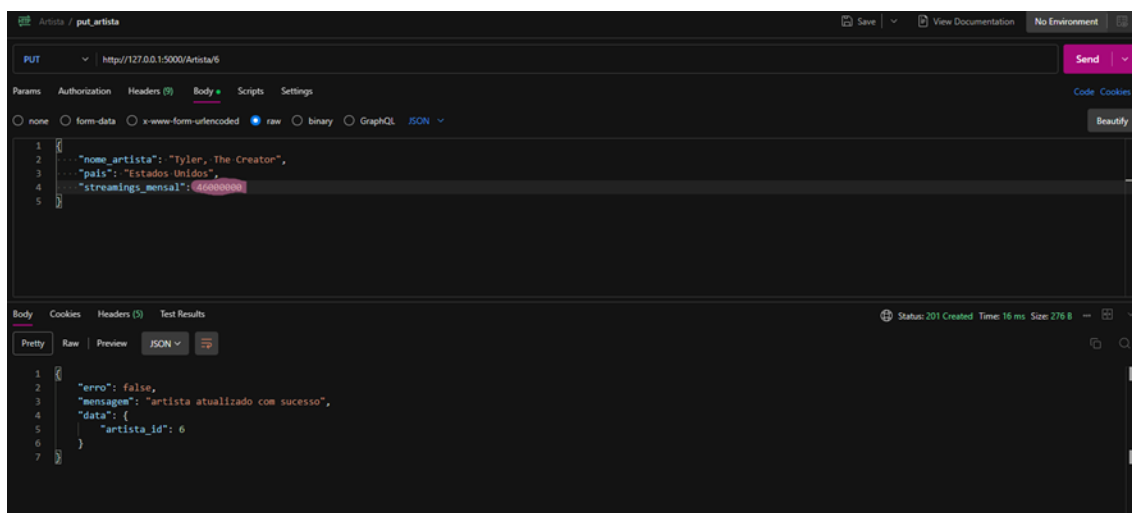 Artista / put_artista Save View Documentation No Environment
PUT http://127.0.0.1:5000/Artista/6 Send
Params Authorization Headers (9) Body Scripts Settings Code Cookies
none form-data x-www-form-urlencoded raw binary GraphQL JSON Beautify
1 {
2 "nome_artista": "Tyler, The Creator",
3 "pais": "Estados Unidos",
4 "streamings_mensal": 46000000
5 }
Body Cookies Headers (5) Test Results Status: 201 Created Time: 16 ms Size: 276 B
Pretty Raw Preview JSON
1 {
2 "erro": false,
3 "mensagem": "artista atualizado com sucesso",
4 "data": {
5 "artista_id": 6
6 }
7 }